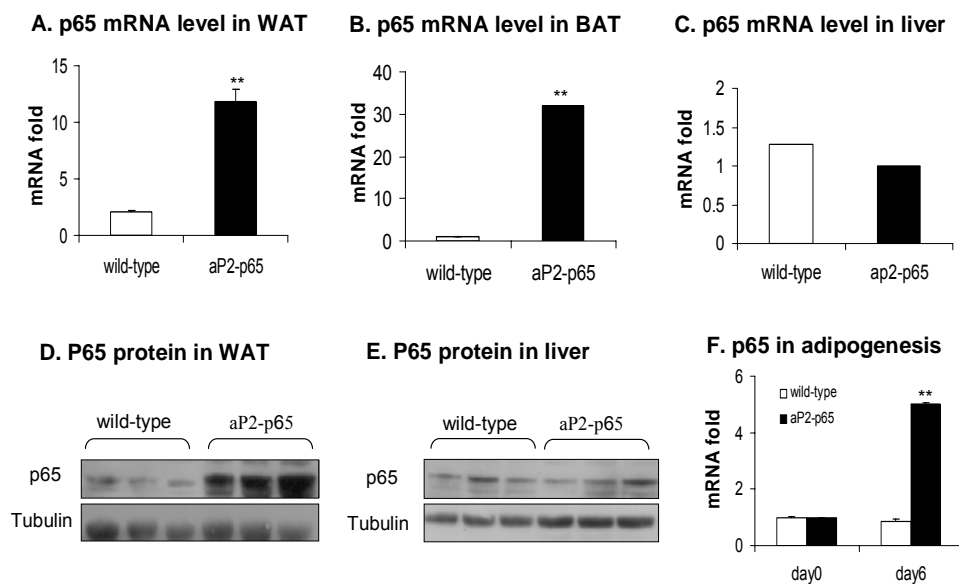 A. p65 mRNA level in WAT
mRNA fold
15
10
5
0
**
wild-type aP2-p65
B. p65 mRNA level in BAT
mRNA fold
40
30
20
10
0
**
wild-type aP2-p65
C. p65 mRNA level in liver
mRNA fold
2
1.5
1
0.5
0
wild-type ap2-p65
D. P65 protein in WAT
wild-type aP2-p65
p65
Tubulin
E. P65 protein in liver
wild-type aP2-p65
p65
Tubulin
F. p65 in adipogenesis
mRNA fold
6
4
2
0
wild-type
aP2-p65
**
day0 day6